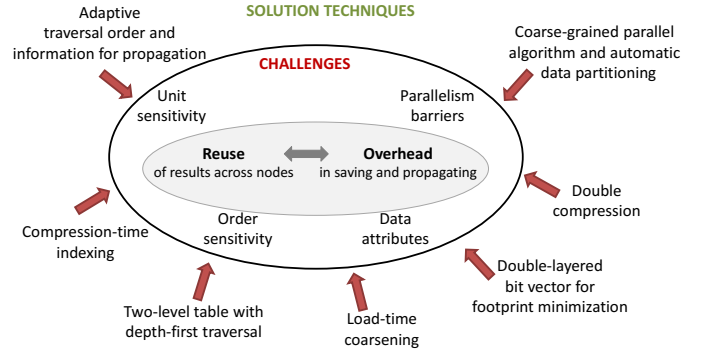 SOLUTION TECHNIQUES
Adaptive
traversal order and
information for propagation
Coarse-grained parallel
algorithm and automatic
data partitioning
CHALLENGES
Unit
sensitivity
Parallelism
barriers
Reuse
of results across nodes
Overhead
in saving and propagating
Order
sensitivity
Data
attributes
Double
compression
Compression-time
indexing
Double-layered
bit vector for
footprint minimization
Two-level table with
depth-first traversal
Load-time
coarsening